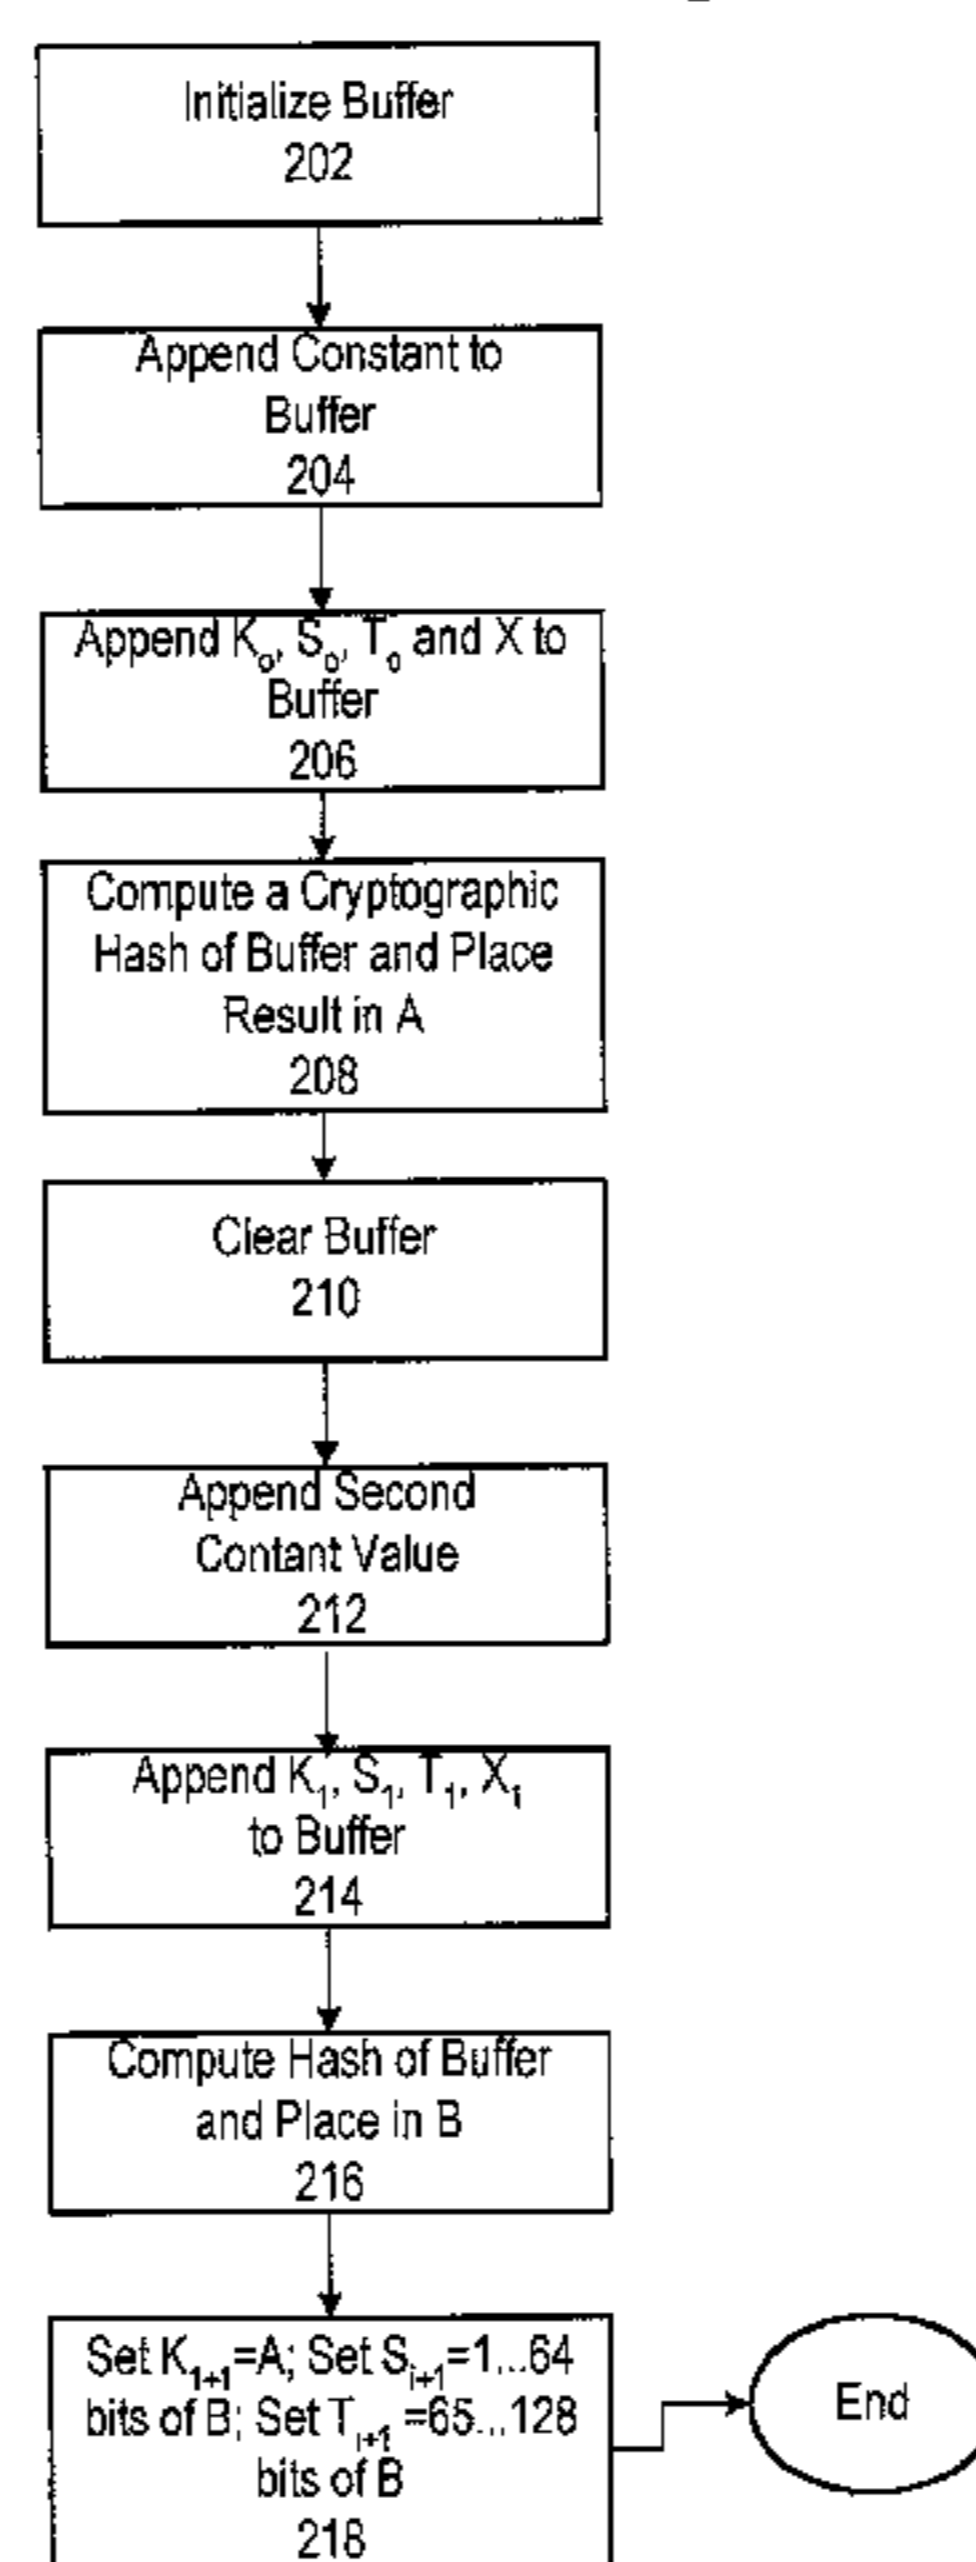 Initialize Buffer
202
Append Constant to
Buffer
204
Append Kₒ, Sₒ, Tₒ and X to
Buffer
206
Compute a Cryptographic
Hash of Buffer and Place
Result in A
208
Clear Buffer
210
Append Second
Contant Value
212
Append K₁, S₁, T₁, X₁
to Buffer
214
Compute Hash of Buffer
and Place in B
216
Set K₁₊₁=A; Set Sᵢ₊₁=1...64
bits of B; Set Tᵢ₊₁ =65...128
bits of B
218
End